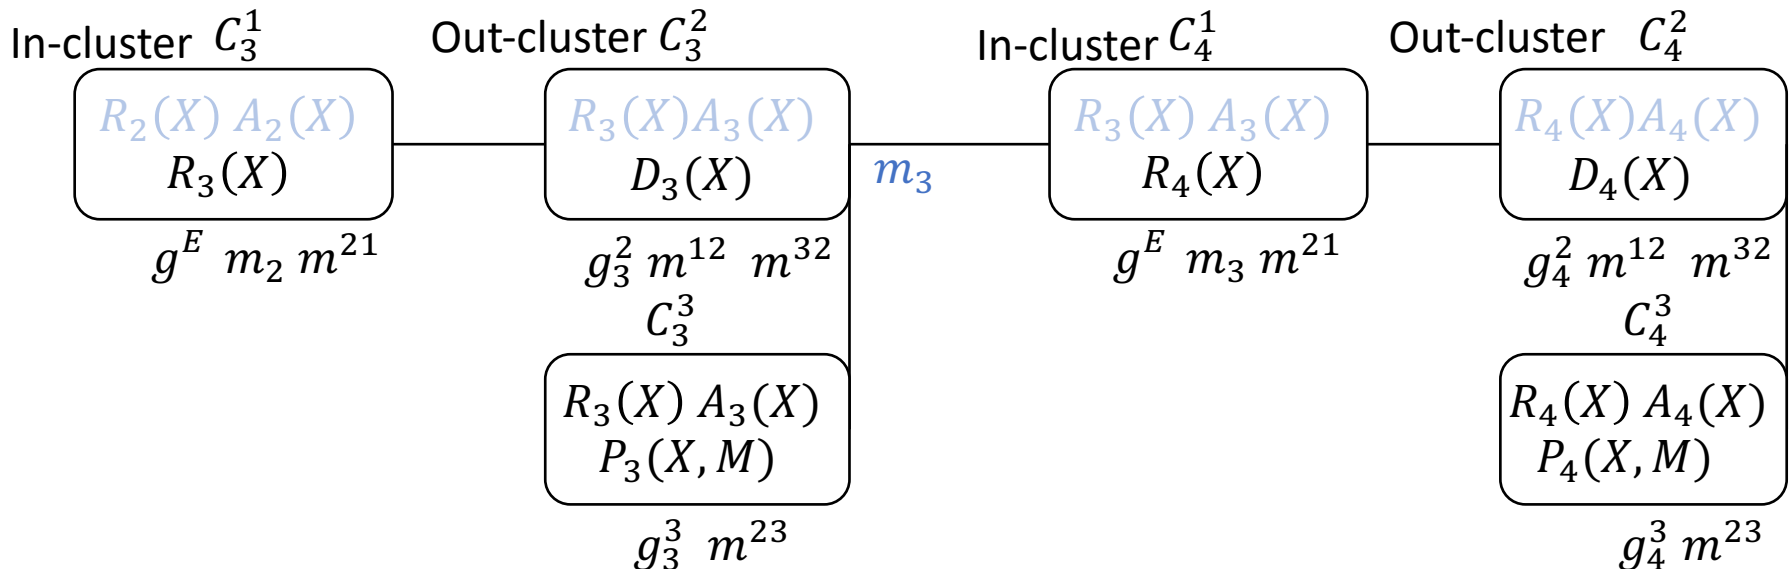 In-cluster C_3^1
Out-cluster C_3^2
In-cluster C_4^1
Out-cluster C_4^2
R_2(X) A_2(X)
R_3(X)
R_3(X)A_3(X)
D_3(X)
m_3
R_3(X) A_3(X)
R_4(X)
R_4(X)A_4(X)
D_4(X)
g^E m_2 m^{21}
g_3^2 m^{12} m^{32}
g^E m_3 m^{21}
g_4^2 m^{12} m^{32}
C_3^3
C_4^3
R_3(X) A_3(X)
P_3(X, M)
R_4(X) A_4(X)
P_4(X, M)
g_3^3 m^{23}
g_4^3 m^{23}